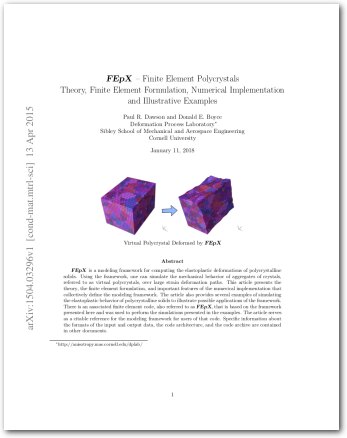 FEpX – Finite Element Polycrystals
Theory, Finite Element Formulation, Numerical Implementation
and Illustrative Examples
Paul R. Dawson and Donald E. Boyce
Deformation Process Laboratory*
Sibley School of Mechanical and Aerospace Engineering
Cornell University
January 11, 2018
arXiv:1504.03296v1 [cond-mat.mtrl-sci] 13 Apr 2015
Virtual Polycrystal Deformed by FEpX
Abstract
FEpX is a modeling framework for computing the elastoplastic deformations of polycrystalline
solids. Using the framework, one can simulate the mechanical behavior of aggregates of crystals,
referred to as virtual polycrystals, over large strain deformation paths. This article presents the
theory, the finite element formulation, and important features of the numerical implementation that
collectively define the modeling framework. The article also provides several examples of simulating
the elastoplastic behavior of polycrystalline solids to illustrate possible applications of the framework.
There is an associated finite element code, also referred to as FEpX, that is based on the framework
presented here and was used to perform the simulations presented in the examples. The article serves
as a citable reference for the modeling framework for users of that code. Specific information about
the formats of the input and output data, the code architecture, and the code archive are contained
in other documents.
*http://anisotropy.mae.cornell.edu/dplab/
1